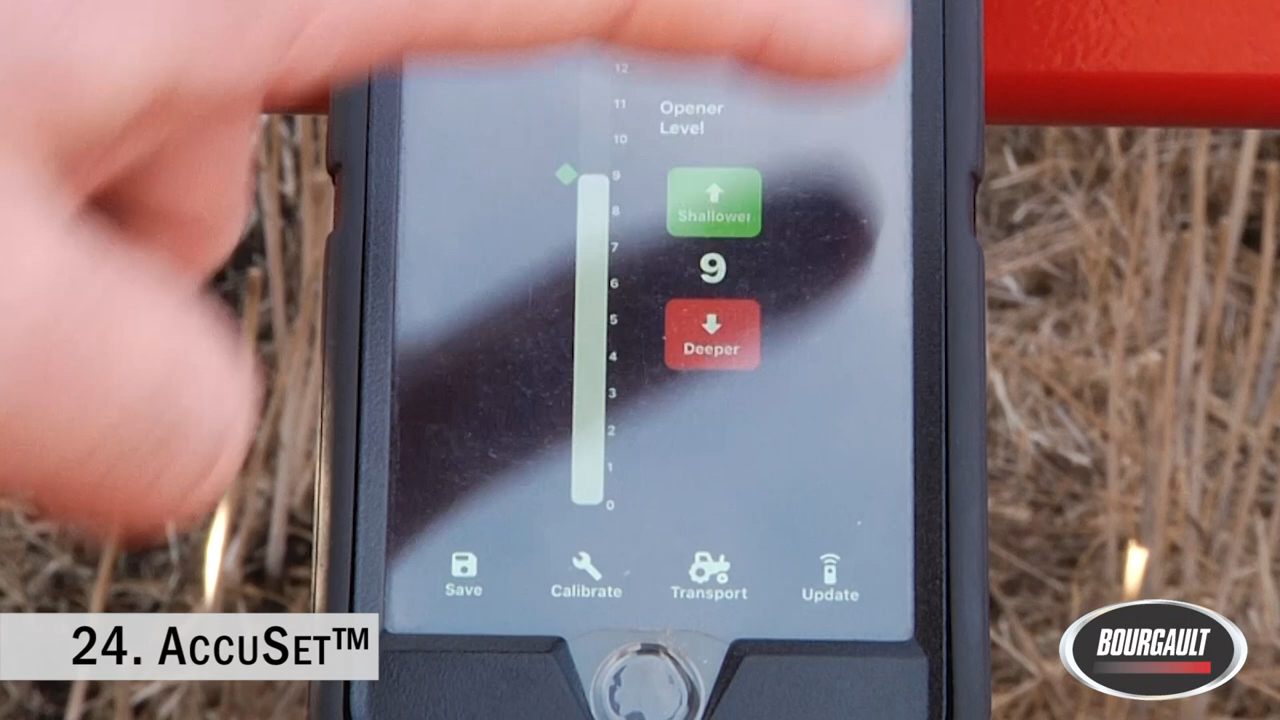 12
11
10
9
8
7
6
5
4
3
2
1
0
Opener
Level
Shallower
9
Deeper
Save
Calibrate
Transport
Update
24. ACCUSET™
BOURGAULT